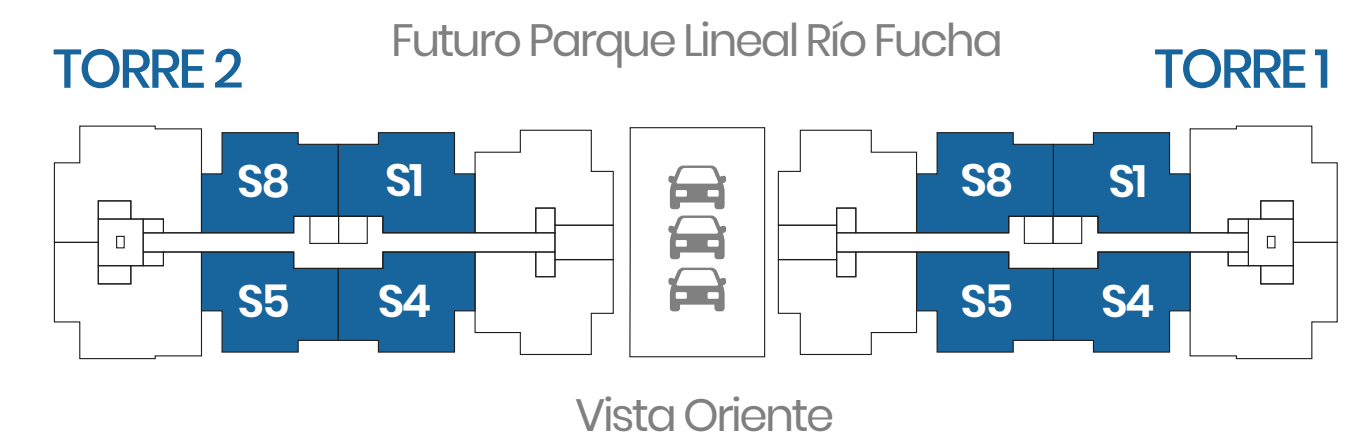 Futuro Parque Lineal Río Fucha
TORRE 2
TORRE 1
S8 S1
S8 S1
S5 S4
S5 S4
Vista Oriente